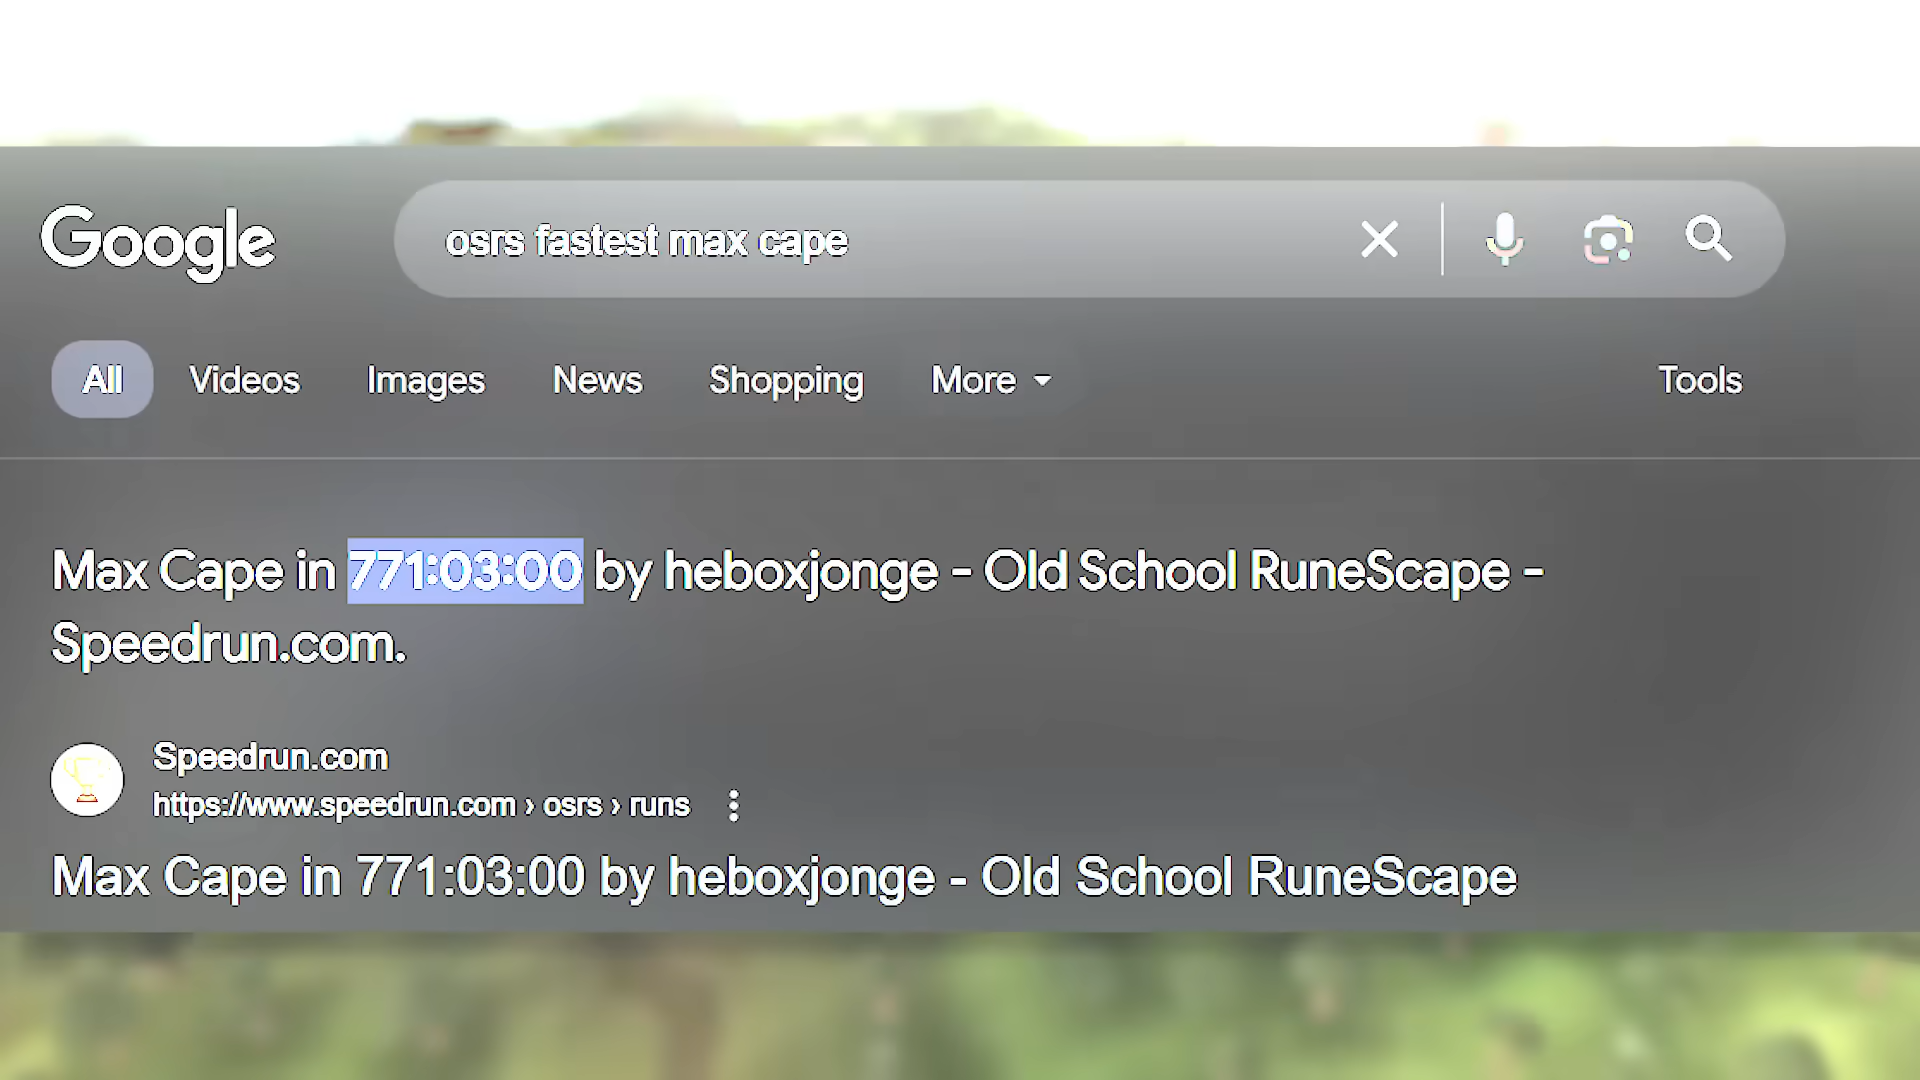 Google
osrs fastest max cape
All Videos Images News Shopping More Tools
Max Cape in 771:03:00 by heboxjonge - Old School RuneScape -
Speedrun.com.
Speedrun.com
https://www.speedrun.com › osrs › runs
Max Cape in 771:03:00 by heboxjonge - Old School RuneScape